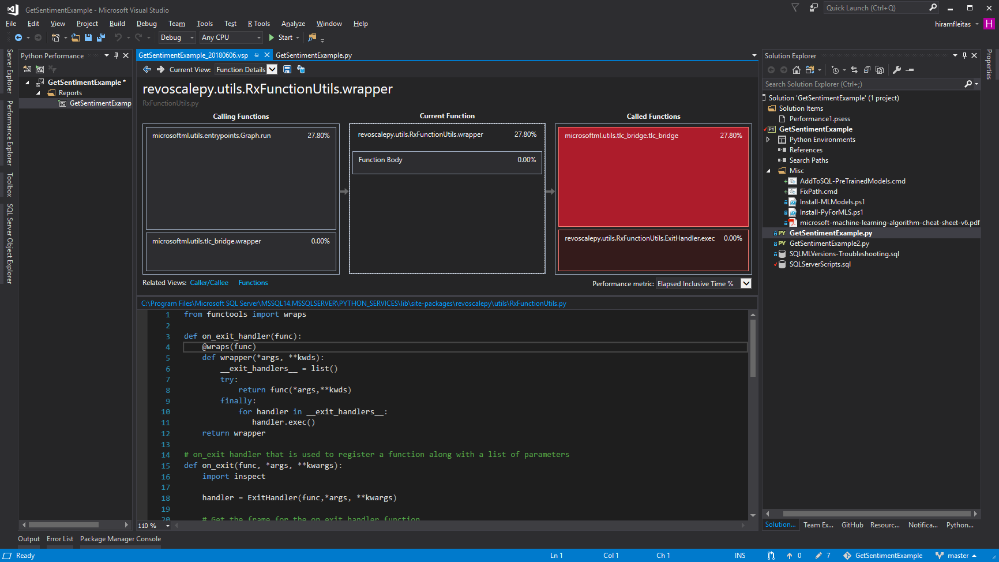 GetSentimentExample - Microsoft Visual Studio
Quick Launch (Ctrl+Q)
File Edit View Project Build Debug Team Tools Test R Tools Analyze Window Help
hiramfleitas H
Debug Any CPU Start
Server Explorer
Performance Explorer
Toolbox
SQL Server Object Explorer
Python Performance
GetSentimentExample *
Reports
GetSentimentExamp
GetSentimentExample_20180606.vsp GetSentimentExample.py
Current View: Function Details
revoscalepy.utils.RxFunctionUtils.wrapper
RxFunctionUtils.py
Calling Functions Current Function Called Functions
microsoftml.utils.entrypoints.Graph.run 27.80%
microsoftml.utils.tlc_bridge.wrapper 0.00%
revoscalepy.utils.RxFunctionUtils.wrapper 27.80%
Function Body 0.00%
microsoftml.utils.tlc_bridge.tlc_bridge 27.80%
revoscalepy.utils.RxFunctionUtils.ExitHandler.exec 0.00%
Related Views: Caller/Callee Functions
Performance metric: Elapsed Inclusive Time %
C:\Program Files\Microsoft SQL Server\MSSQL14.MSSQLSERVER\PYTHON_SERVICES\lib\site-packages\revoscalepy\utils\RxFunctionUtils.py
1 from functools import wraps
2
3 def on_exit_handler(func):
4 @wraps(func)
5 def wrapper(*args, **kwds):
6 __exit_handlers__ = list()
7 try:
8 return func(*args,**kwds)
9 finally:
10 for handler in __exit_handlers__:
11 handler.exec()
12 return wrapper
13
14 # on_exit handler that is used to register a function along with a list of parameters
15 def on_exit(func, *args, **kwargs):
16 import inspect
17
18 handler = ExitHandler(func,*args, **kwargs)
19
20 # Get the frame for the on_exit_handler function
110 %
Solution Explorer
Search Solution Explorer (Ctrl+;)
Solution 'GetSentimentExample' (1 project)
Solution Items
Performance1.psess
PY GetSentimentExample
Python Environments
References
Search Paths
Misc
AddToSQL-PreTrainedModels.cmd
FixPath.cmd
Install-MLModels.ps1
Install-PyForMLS.ps1
microsoft-machine-learning-algorithm-cheat-sheet-v6.pdf
PY GetSentimentExample.py
PY GetSentimentExample2.py
SQLMLVersions-Troubleshooting.sql
SQLServerScripts.sql
Solution... Team Ex... GitHub Resourc... Notifica... Python...
Properties
Output Error List Package Manager Console
Ready Ln 1 Col 1 Ch 1 INS 0 7 GetSentimentExample master